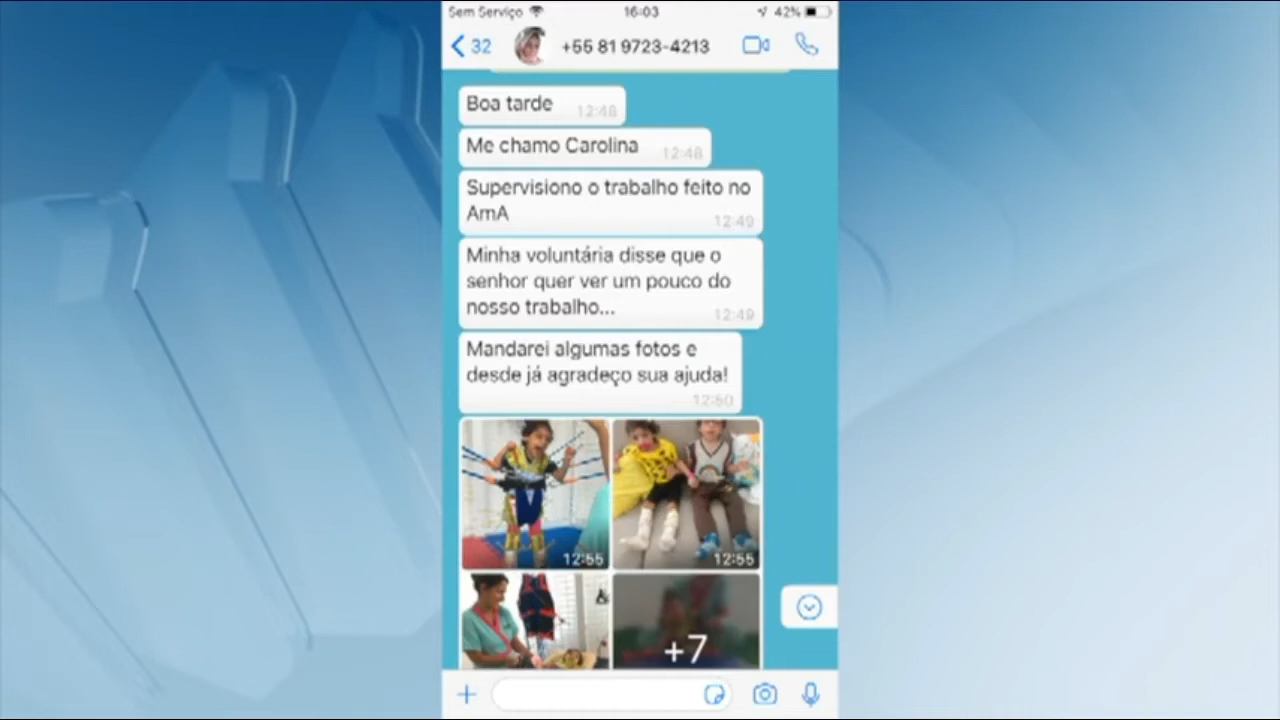 Sem Serviço 16:03 42%
32 +55 81 9723-4213
Boa tarde 12:48
Me chamo Carolina 12:48
Supervisiono o trabalho feito no
AmA 12:49
Minha voluntária disse que o
senhor quer ver um pouco do
nosso trabalho... 12:49
Mandarei algumas fotos e
desde já agradeço sua ajuda!
12:50
12:55 12:55
+7